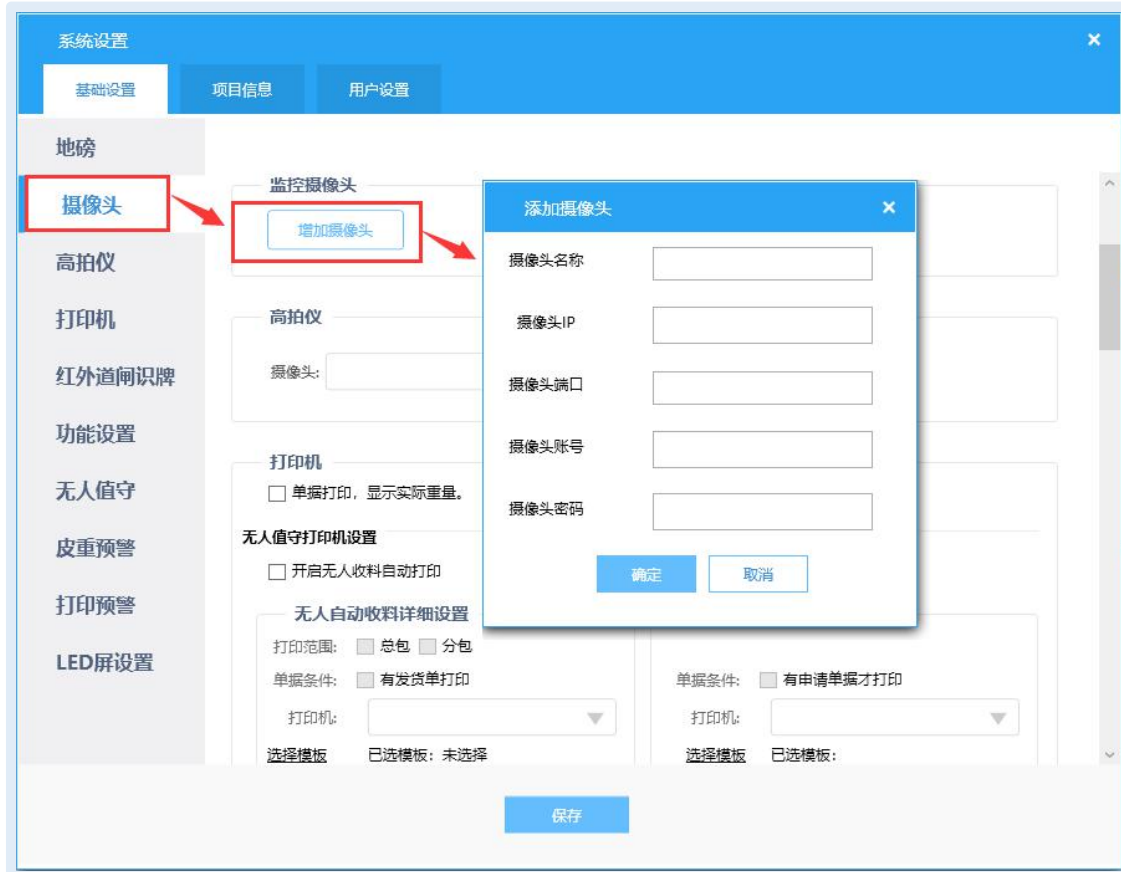 系统设置
基础设置 项目信息 用户设置
地磅
摄像头
高拍仪
打印机
红外道闸识牌
功能设置
无人值守
皮重预警
打印预警
LED屏设置
监控摄像头
增加摄像头
高拍仪
摄像头:
打印机
单据打印，显示实际重量。
无人值守打印机设置
开启无人收料自动打印
无人自动收料详细设置
打印范围: 总包 分包
单据条件: 有发货单打印
打印机:
选择模板 已选模板: 未选择
单据条件: 有申请单据才打印
打印机:
选择模板 已选模板:
添加摄像头
摄像头名称
摄像头IP
摄像头端口
摄像头账号
摄像头密码
确定 取消
保存